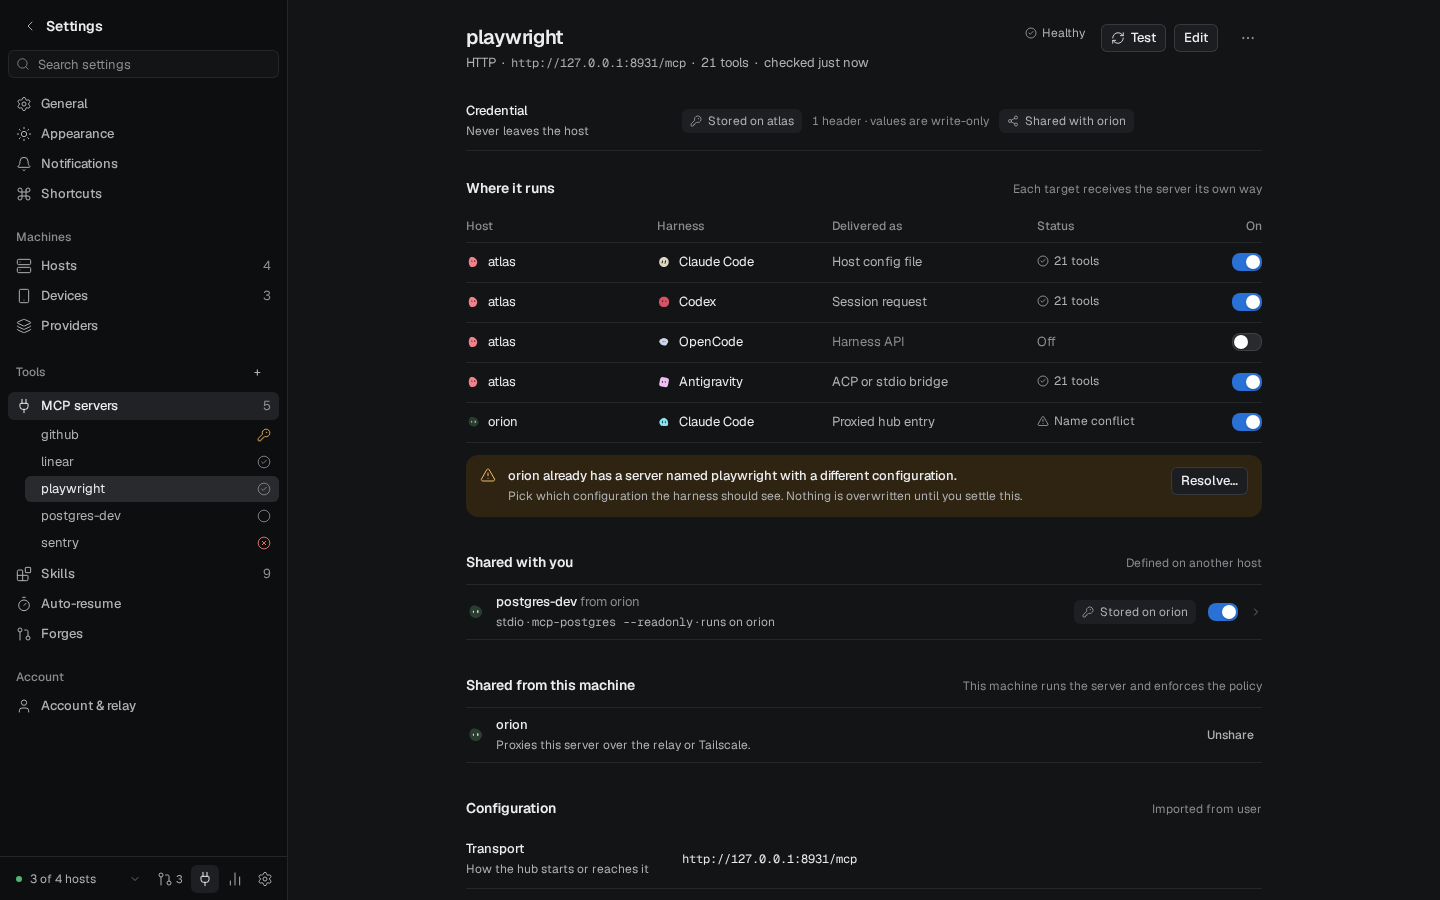 Settings
Search settings
General
Appearance
Notifications
Shortcuts
Machines
Hosts 4
Devices 3
Providers
Tools +
MCP servers 5
github
linear
playwright
postgres-dev
sentry
Skills 9
Auto-resume
Forges
Account
Account & relay
3 of 4 hosts 3
playwright
Healthy Test Edit ...
HTTP · http://127.0.0.1:8931/mcp · 21 tools · checked just now
Credential
Never leaves the host
Stored on atlas 1 header · values are write-only Shared with orion
Where it runs Each target receives the server its own way
Host Harness Delivered as Status On
atlas Claude Code Host config file 21 tools
atlas Codex Session request 21 tools
atlas OpenCode Harness API Off
atlas Antigravity ACP or stdio bridge 21 tools
orion Claude Code Proxied hub entry Name conflict
orion already has a server named playwright with a different configuration.
Pick which configuration the harness should see. Nothing is overwritten until you settle this.
Resolve...
Shared with you Defined on another host
postgres-dev from orion
stdio · mcp-postgres --readonly · runs on orion
Stored on orion
Shared from this machine This machine runs the server and enforces the policy
orion
Proxies this server over the relay or Tailscale.
Unshare
Configuration Imported from user
Transport
How the hub starts or reaches it
http://127.0.0.1:8931/mcp